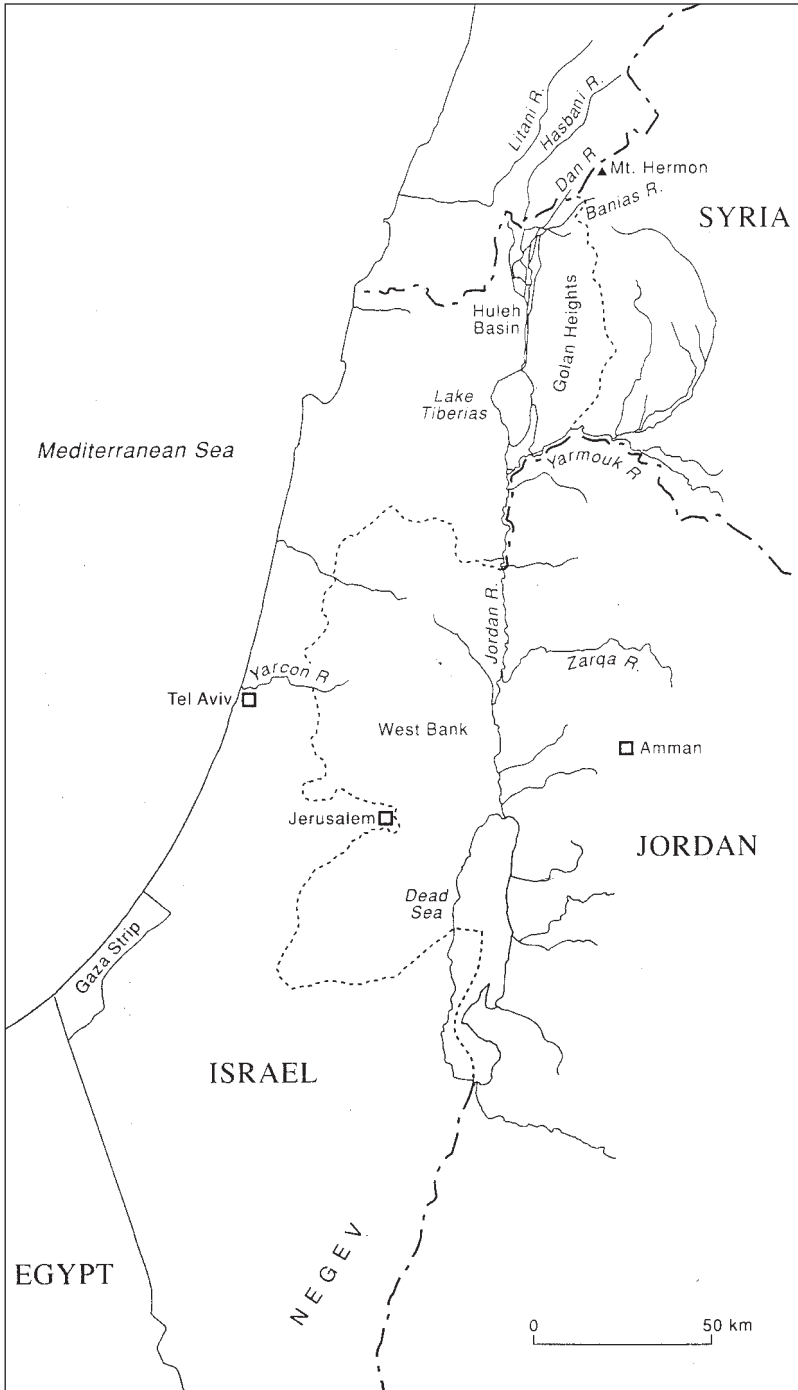 Litani R.
Hasbani R.
Dan R
Mt. Hermon
Banias R.
SYRIA
Huleh
Basin
Golan Heights
Lake
Tiberias
Mediterranean Sea
Yarmouk R
Jordan R.
Zarqa R.
Yarcon R
Tel Aviv
West Bank
Amman
Jerusalem
JORDAN
Dead
Sea
Gaza Strip
ISRAEL
NEGEV
EGYPT
0 50 km